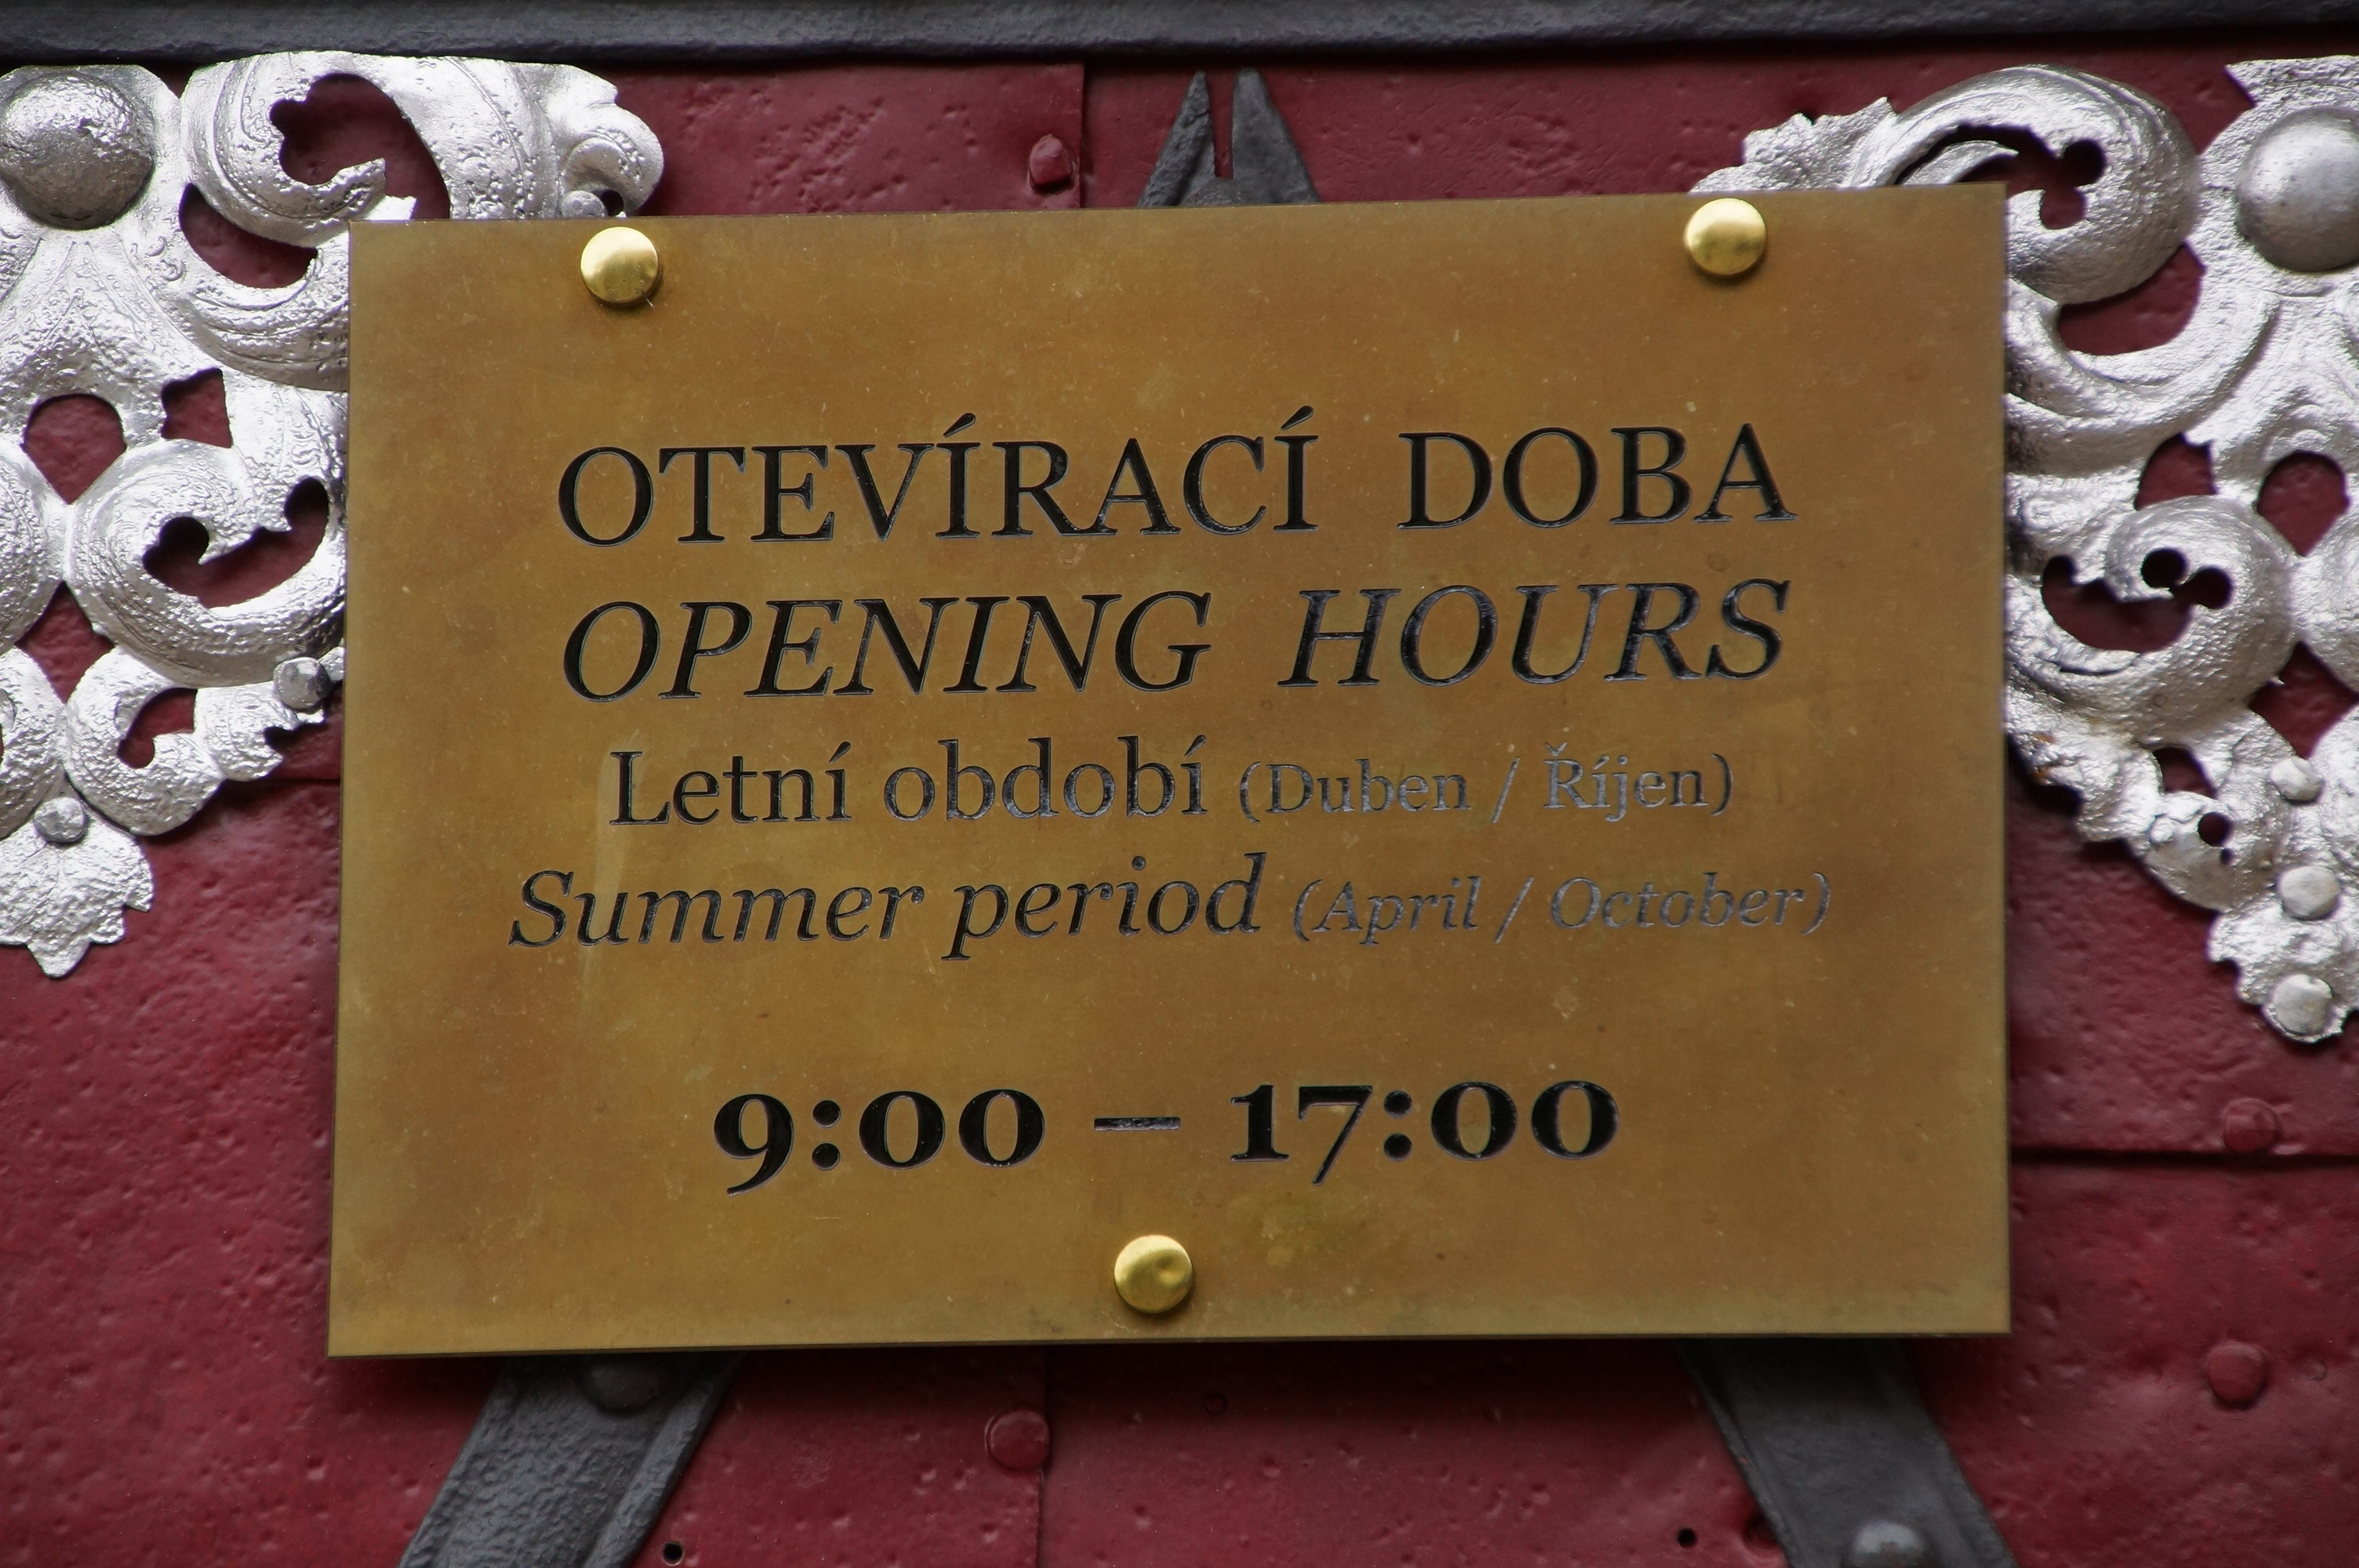 OTEVÍRACÍ DOBA
OPENING HOURS
Letní období (Duben / Říjen)
Summer period (April / October)
9:00 – 17:00